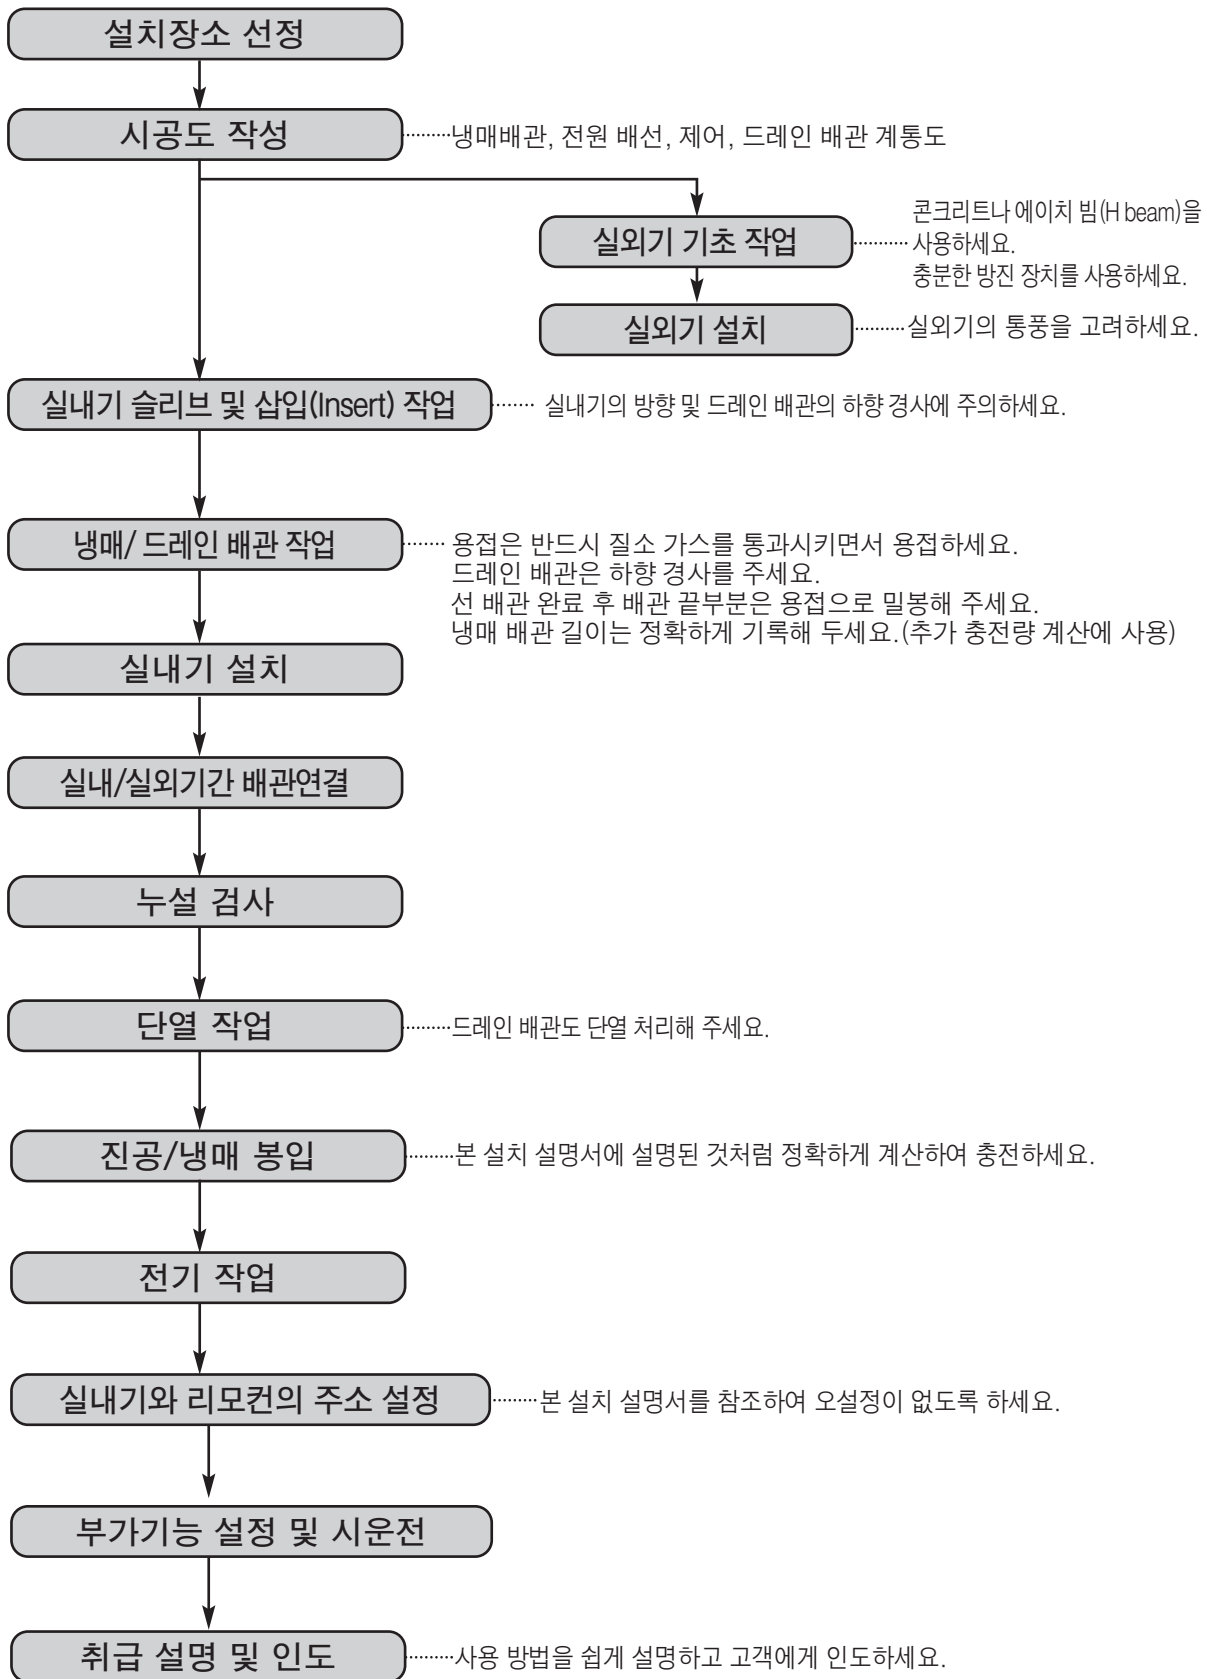 설치장소 선정
시공도 작성
냉매배관, 전원 배선, 제어, 드레인 배관 계통도
실외기 기초 작업
콘크리트나 에이치 빔(H beam)을
사용하세요.
충분한 방진 장치를 사용하세요.
실외기 설치
실외기의 통풍을 고려하세요.
실내기 슬리브 및 삽입(Insert) 작업
실내기의 방향 및 드레인 배관의 하향 경사에 주의하세요.
냉매/ 드레인 배관 작업
용접은 반드시 질소 가스를 통과시키면서 용접하세요.
드레인 배관은 하향 경사를 주세요.
선 배관 완료 후 배관 끝부분은 용접으로 밀봉해 주세요.
냉매 배관 길이는 정확하게 기록해 두세요.(추가 충전량 계산에 사용)
실내기 설치
실내/실외기간 배관연결
누설 검사
단열 작업
드레인 배관도 단열 처리해 주세요.
진공/냉매 봉입
본 설치 설명서에 설명된 것처럼 정확하게 계산하여 충전하세요.
전기 작업
실내기와 리모컨의 주소 설정
본 설치 설명서를 참조하여 오설정이 없도록 하세요.
부가기능 설정 및 시운전
취급 설명 및 인도
사용 방법을 쉽게 설명하고 고객에게 인도하세요.